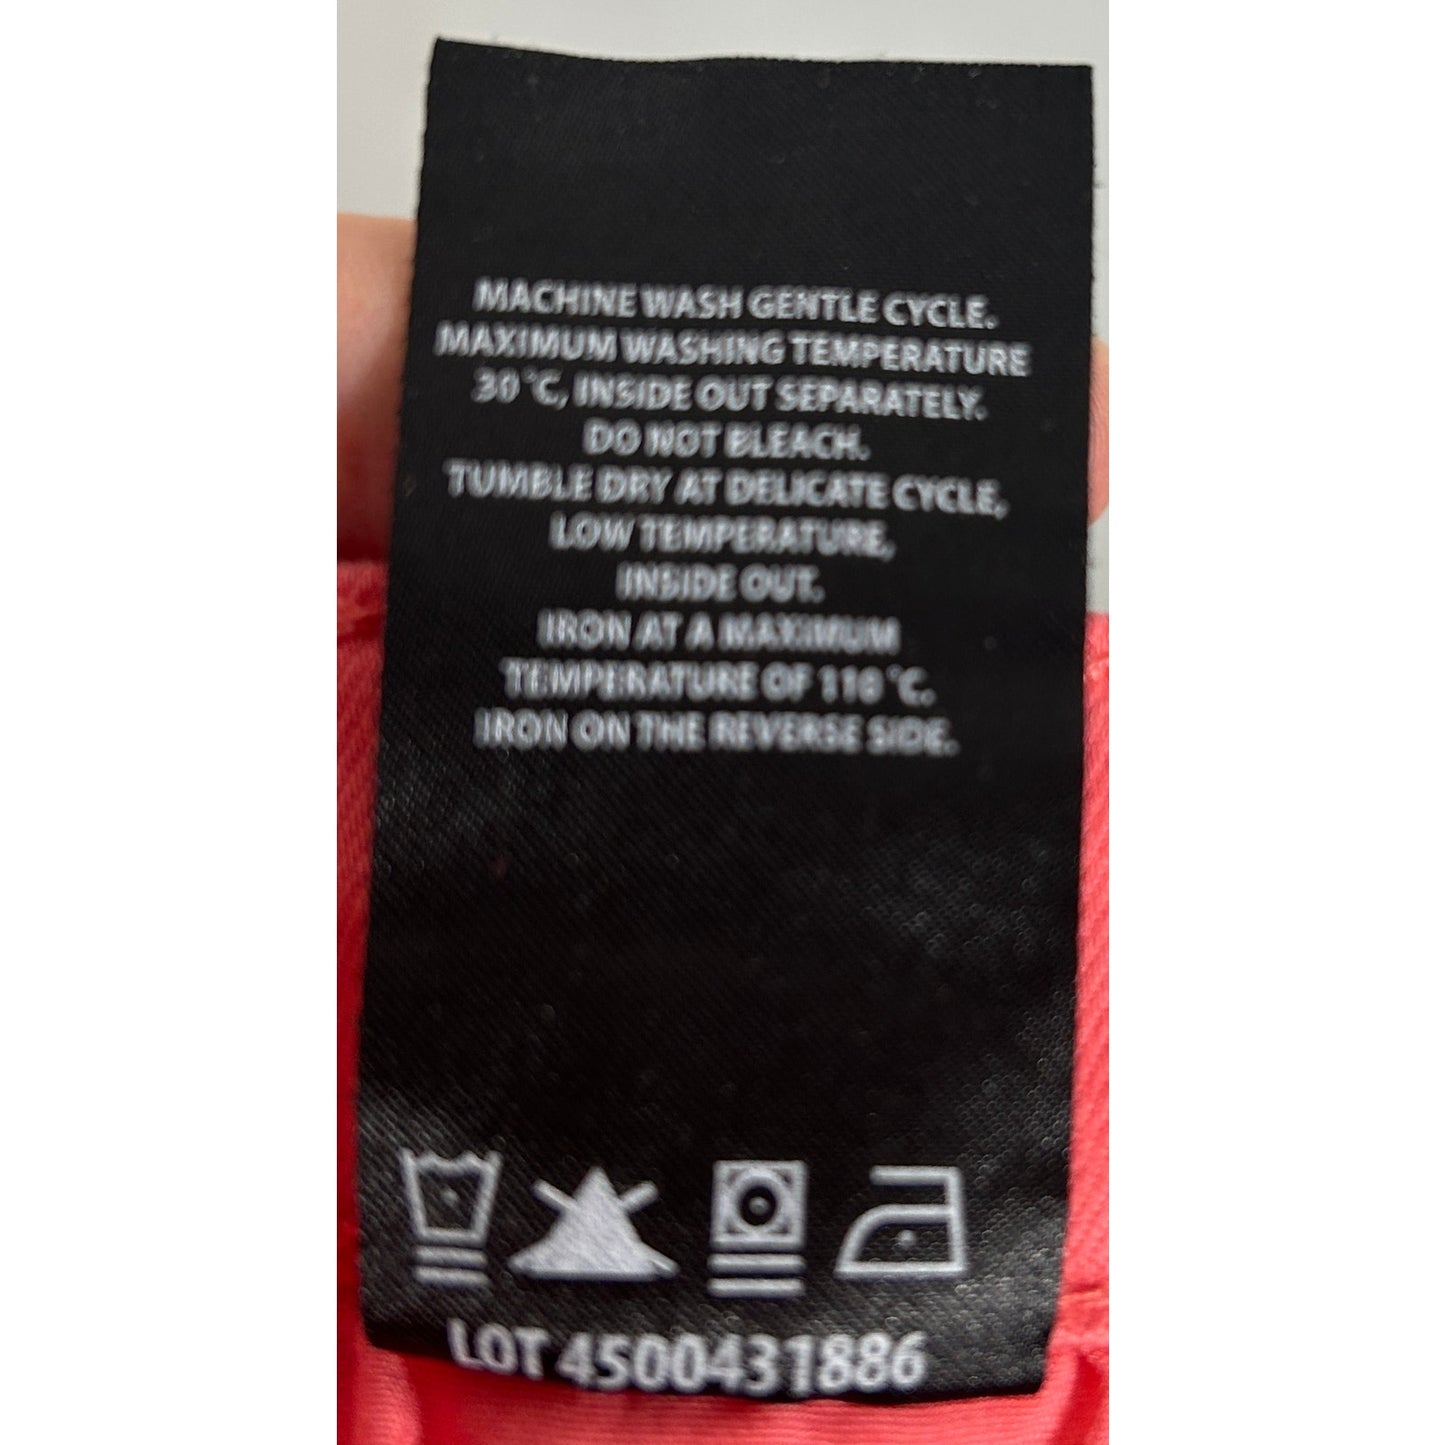 MACHINE WASH GENTLE CYCLE.
MAXIMUM WASHING TEMPERATURE
30 °C, INSIDE OUT SEPARATELY.
DO NOT BLEACH.
TUMBLE DRY AT DELICATE CYCLE,
LOW TEMPERATURE,
INSIDE OUT.
IRON AT A MAXIMUM
TEMPERATURE OF 110 °C.
IRON ON THE REVERSE SIDE.
LOT 4500431886